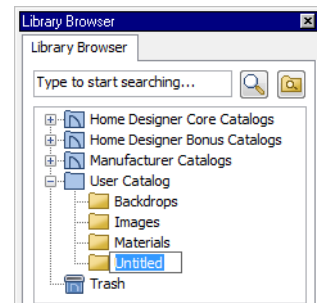 Library Browser
Library Browser
Type to start searching...
Home Designer Core Catalogs
Home Designer Bonus Catalogs
Manufacturer Catalogs
User Catalog
Backdrops
Images
Materials
Untitled
Trash